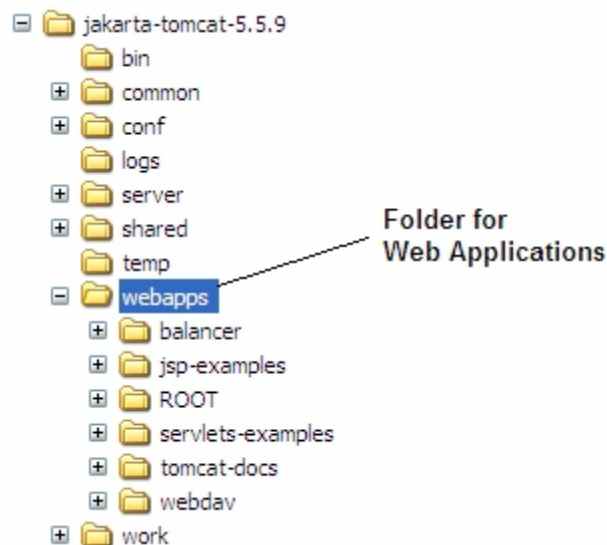 jakarta-tomcat-5.5.9
bin
common
conf
logs
server
shared
temp
webapps
balancer
jsp-examples
ROOT
servlets-examples
tomcat-docs
webdav
work
Folder for
Web Applications